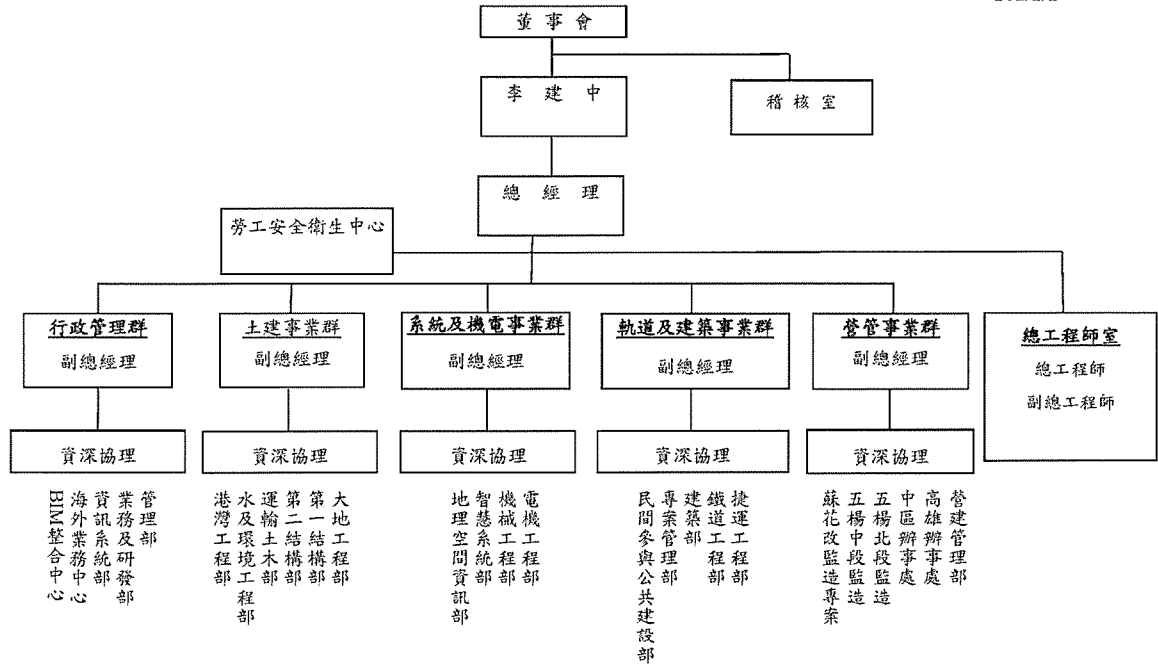 董事會
李建中
稽核室
總經理
勞工安全衛生中心
行政管理群
副總經理
土建事業群
副總經理
系統及機電事業群
副總經理
軌道及建築事業群
副總經理
營管事業群
副總經理
總工程師室
總工程師
副總工程師
資深協理
資深協理
資深協理
資深協理
資深協理
管理部
業務及研發部
資訊系統部
海外業務中心
BIM整合中心
大地工程部
第一結構部
第二結構部
運輸土木部
水及環境工程部
港灣工程部
電機工程部
機械工程部
智慧系統部
地理空間資訊部
捷運工程部
鐵道工程部
建築部
專案管理部
民間參與公共建設部
營建管理部
高雄辦事處
中區辦事處
五楊北段監造
五楊中段監造
蘇花改監造專案